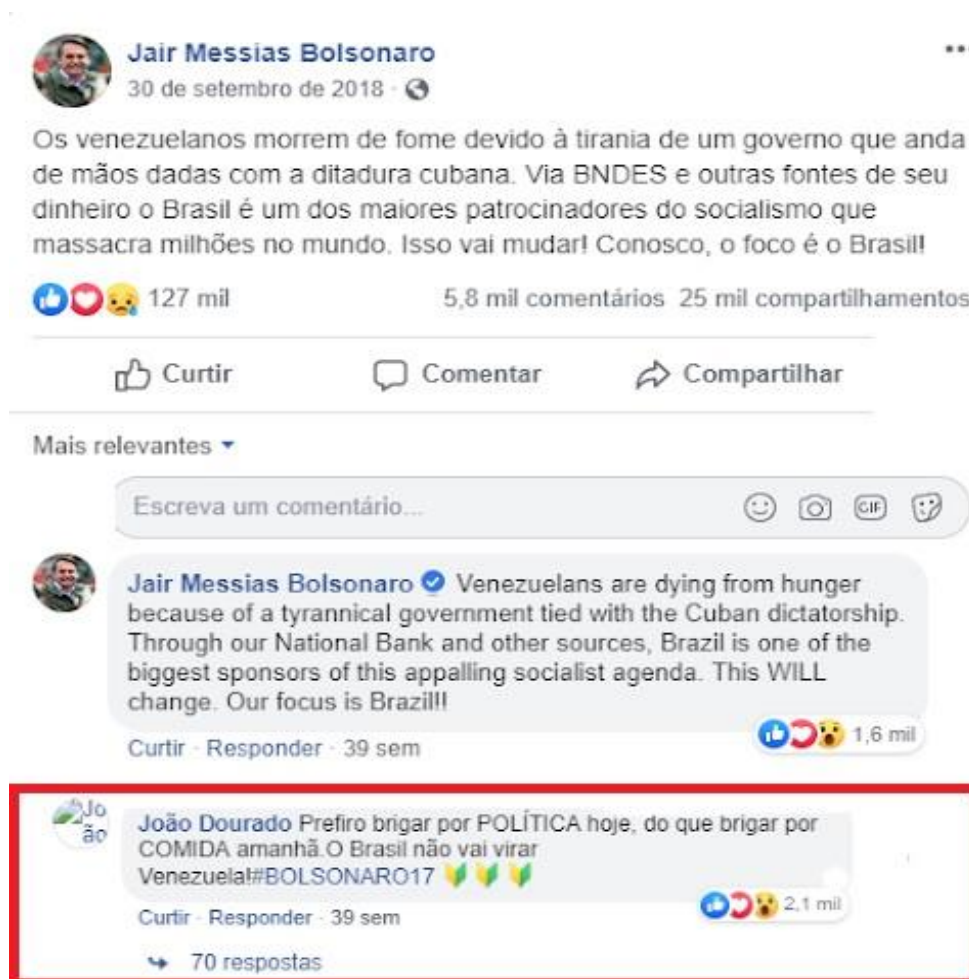 Jair Messias Bolsonaro
30 de setembro de 2018 ·
Os venezuelanos morrem de fome devido à tirania de um governo que anda
de mãos dadas com a ditadura cubana. Via BNDES e outras fontes de seu
dinheiro o Brasil é um dos maiores patrocinadores do socialismo que
massacra milhões no mundo. Isso vai mudar! Conosco, o foco é o Brasil!
127 mil 5,8 mil comentários 25 mil compartilhamentos
Curtir Comentar Compartilhar
Mais relevantes
Escreva um comentário... GIF
Jair Messias Bolsonaro Venezuelans are dying from hunger
because of a tyrannical government tied with the Cuban dictatorship.
Through our National Bank and other sources, Brazil is one of the
biggest sponsors of this appalling socialist agenda. This WILL
change. Our focus is Brazil!!
1,6 mil
Curtir · Responder · 39 sem
Jo
ão
João Dourado Prefiro brigar por POLÍTICA hoje, do que brigar por
COMIDA amanhã.O Brasil não vai virar
Venezuela!#BOLSONARO17
2,1 mil
Curtir · Responder · 39 sem
70 respostas